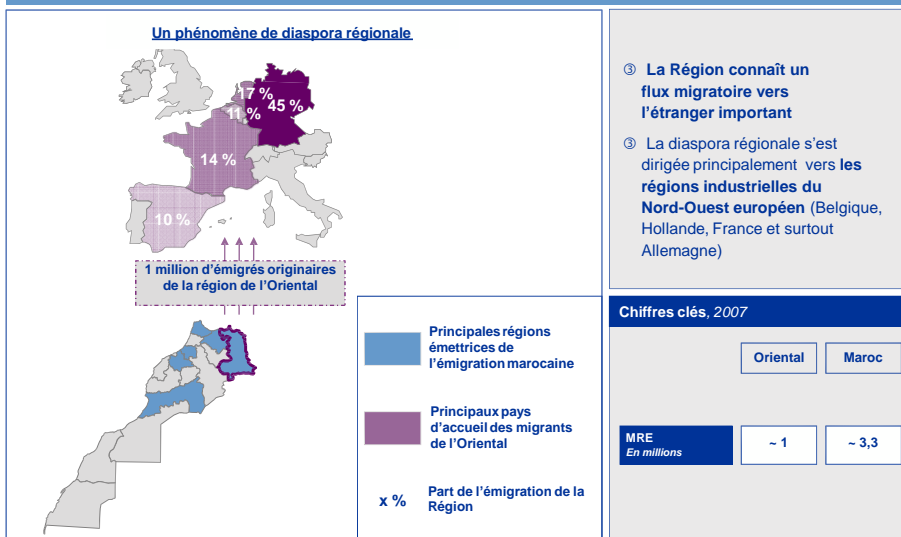 Un phénomène de diaspora régionale
17 %
45 %
11 %
14 %
10 %
1 million d'émigrés originaires
de la région de l'Oriental
Principales régions
émettrices de
l'émigration marocaine
Principaux pays
d'accueil des migrants
de l'Oriental
x %
Part de l'émigration de la
Région
③ La Région connaît un
flux migratoire vers
l'étranger important
③ La diaspora régionale s'est
dirigée principalement vers les
régions industrielles du
Nord-Ouest européen (Belgique,
Hollande, France et surtout
Allemagne)
Chiffres clés, 2007
Oriental
Maroc
MRE
En millions
~ 1
~ 3,3